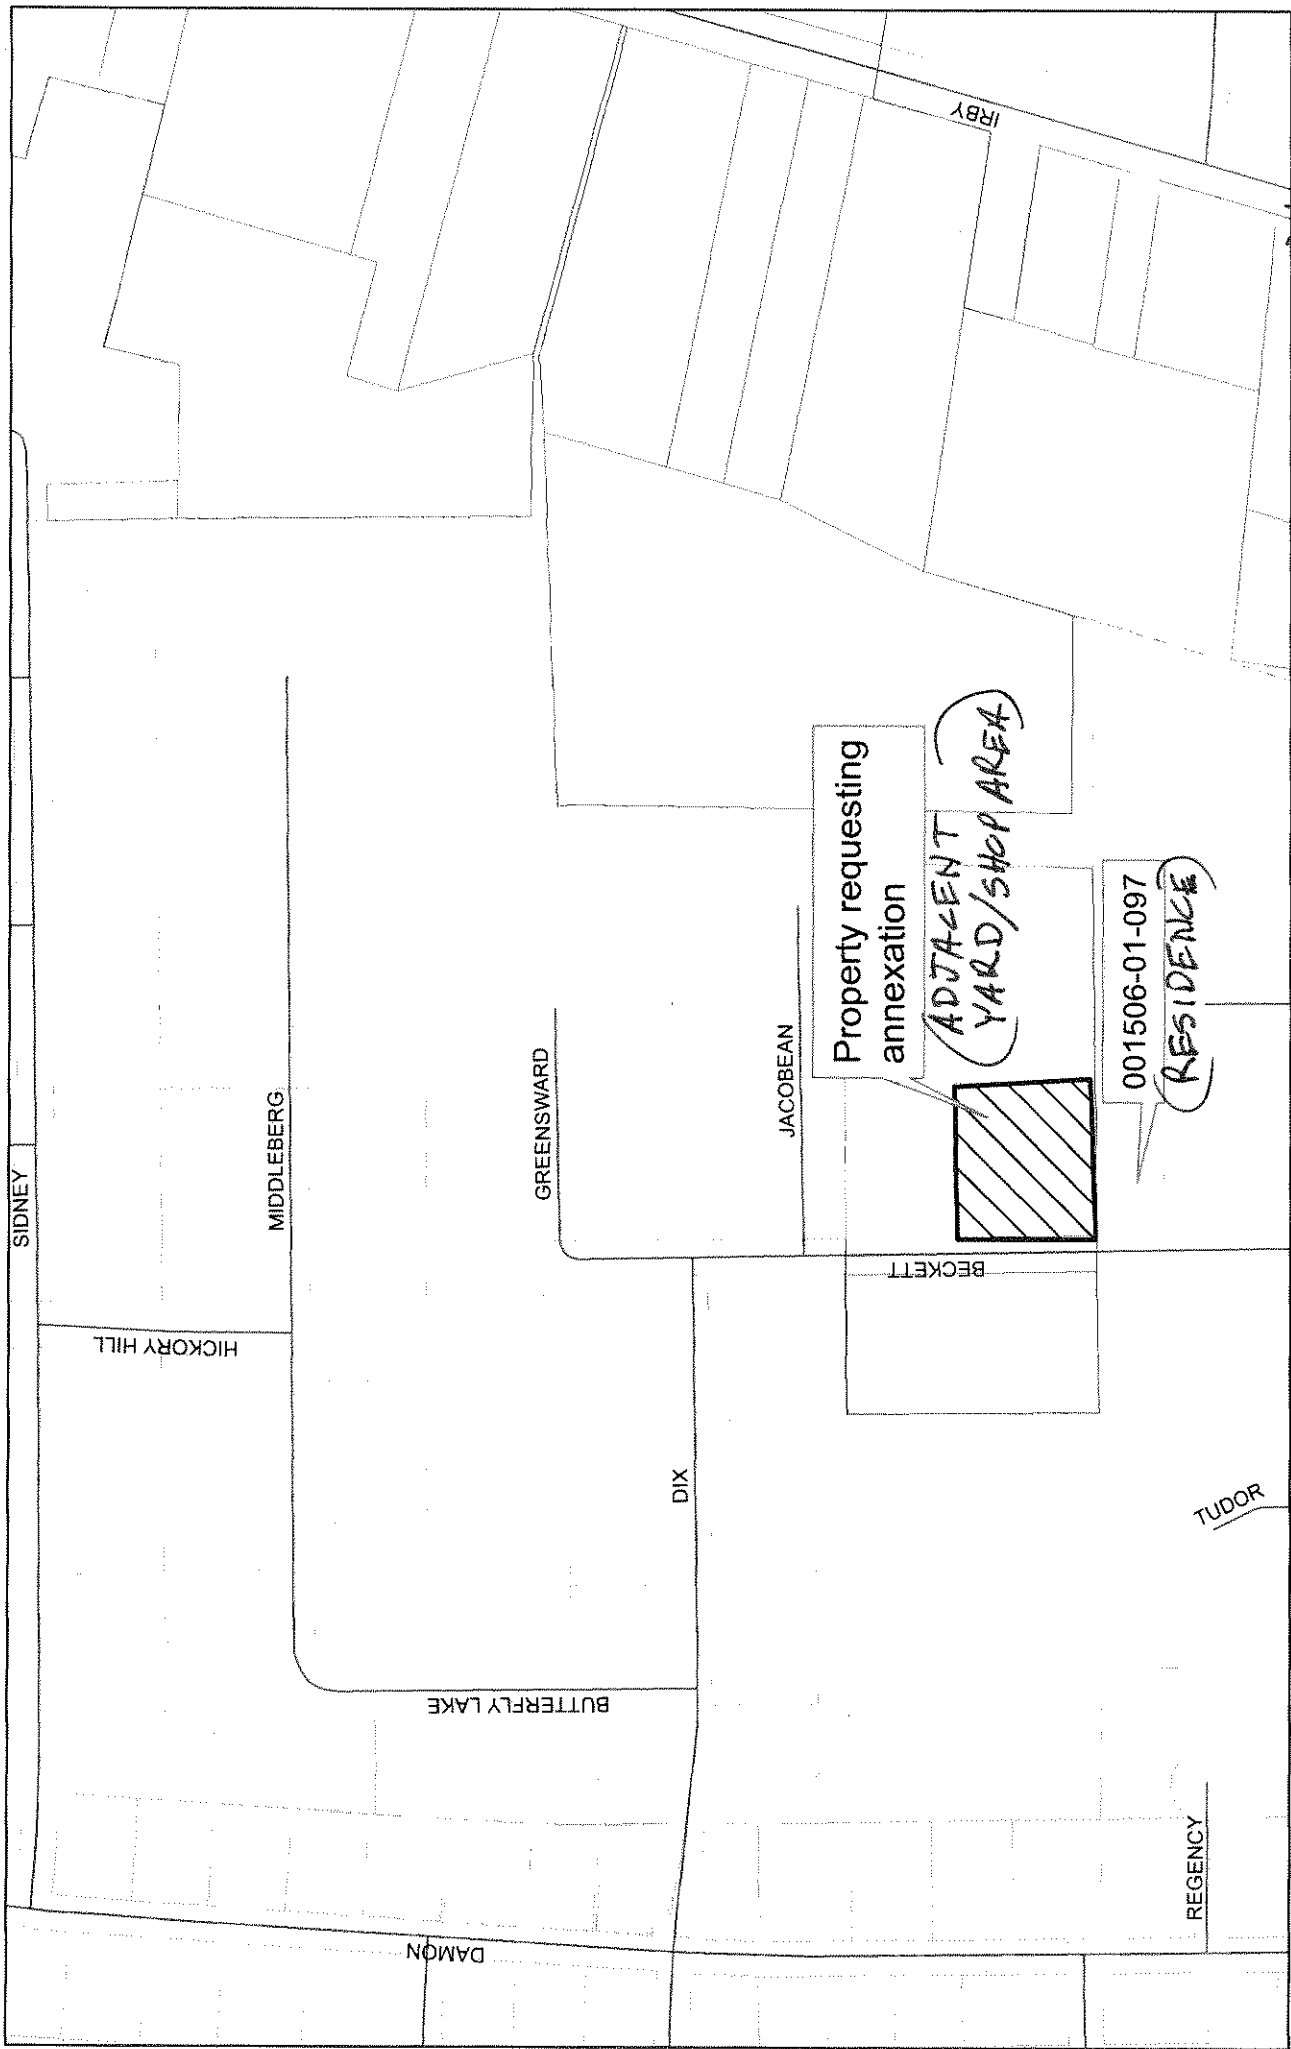 SIDNEY
HICKORY HILL
MIDDLEBERG
GREENSWARD
BUTTERFLY LAKE
DAMON
DIX
JACOBEAN
BECKETT
IRBY
Property requesting
annexation
(ADJACENT
YARD/SHOP AREA)
001506-01-097
(RESIDENCE)
TUDOR
REGENCY